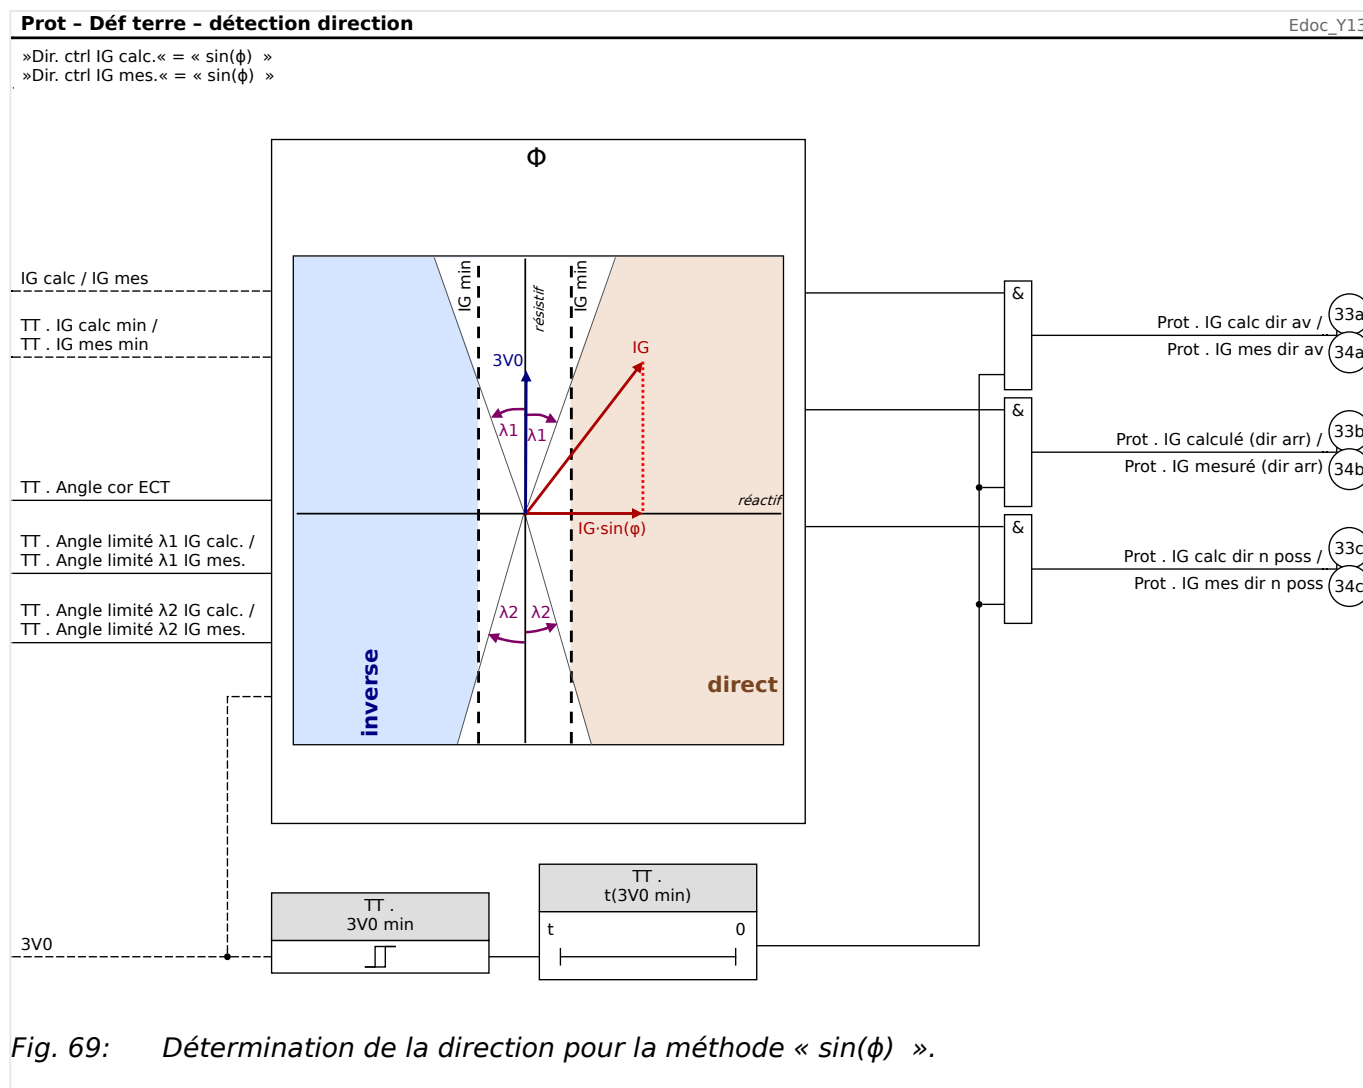 Prot – Déf terre – détection direction
Edoc_Y13
»Dir. ctrl IG calc.« = « sin(ϕ)  »
»Dir. ctrl IG mes.« = « sin(ϕ)  »
Φ
IG calc / IG mes
TT . IG calc min /
TT . IG mes min
TT . Angle cor ECT
TT . Angle limité λ1 IG calc. /
TT . Angle limité λ1 IG mes.
TT . Angle limité λ2 IG calc. /
TT . Angle limité λ2 IG mes.
3V0
IG min
résistif
IG min
3V0
IG
λ1
λ1
réactif
IG·sin(φ)
λ2
λ2
inverse
direct
&
Prot . IG calc dir av /
33a
Prot . IG mes dir av
34a
&
Prot . IG calculé (dir arr) /
33b
Prot . IG mesuré (dir arr)
34b
&
Prot . IG calc dir n poss /
33c
Prot . IG mes dir n poss
34c
TT .
3V0 min
TT .
t(3V0 min)
t
0
Fig. 69: Détermination de la direction pour la méthode « sin(ϕ)  ».